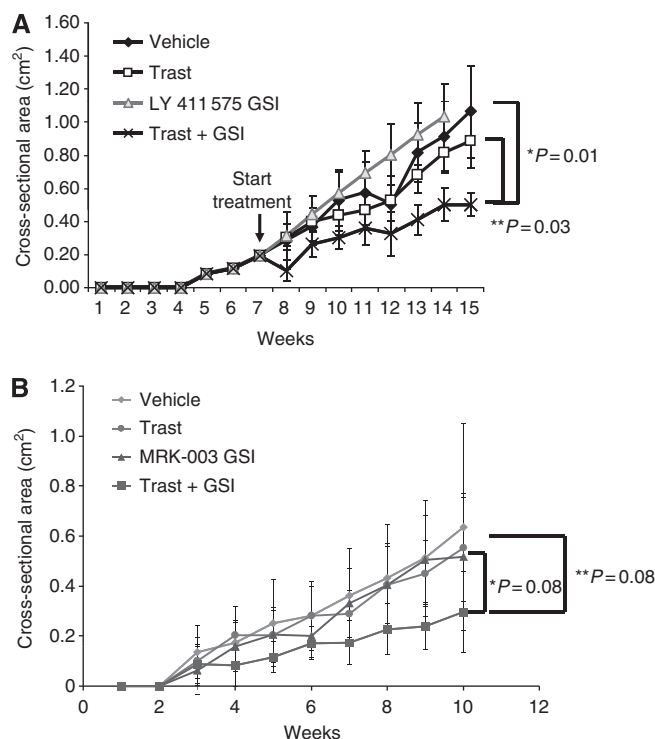 A
Cross-sectional area (cm²)
1.60
1.40
1.20
1.00
0.80
0.60
0.40
0.20
0.00
Vehicle
Trast
LY 411 575 GSI
Trast + GSI
Start
treatment
*P = 0.01
**P = 0.03
1 2 3 4 5 6 7 8 9 10 11 12 13 14 15
Weeks
B
Cross-sectional area (cm²)
1.2
1.0
0.8
0.6
0.4
0.2
0
Vehicle
Trast
MRK-003 GSI
Trast + GSI
*P = 0.08
**P = 0.08
0 2 4 6 8 10 12
Weeks